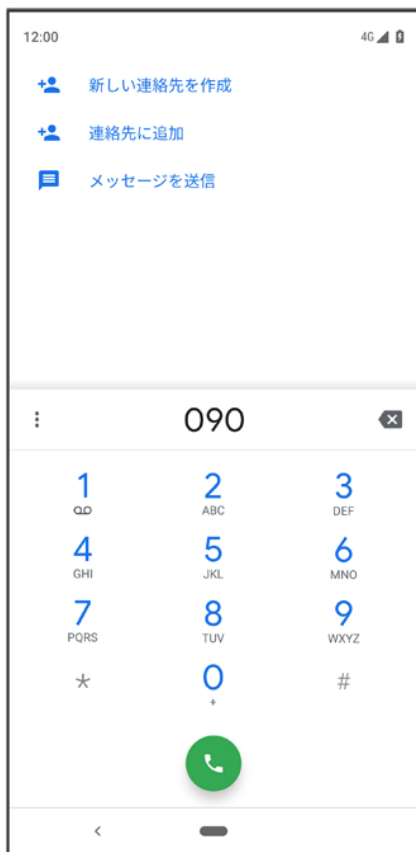 12:00 4G
新しい連絡先を作成
連絡先に追加
メッセージを送信
090
1 2 3
ABC DEF
4 5 6
GHI JKL MNO
7 8 9
PQRS TUV WXYZ
* 0 #
+